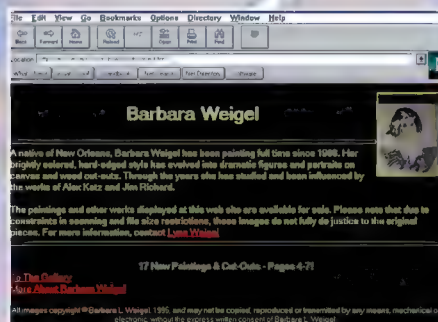 File Edit View Go Bookmarks Options Directory Window Help
Back Forward Home Reload Open Print Find
Barbara Weigel
A native of New Orleans, Barbara Weigel has been painting full time since 1988. Her
brightly colored, hard-edged style has evolved into dramatic figures and portraits on
canvas and wood cut-outs. Through the years she has studied and been influenced by
the works of Alex Katz and Jim Richard.
The paintings and other works displayed at this web site are available for sale. Please note that due to
constraints in scanning and file size restrictions, these images do not fully do justice to the original
pieces. For more information, contact Lynn Weigel
17 New Paintings & Cut-Outs - Pages 4-7!
To The Gallery
More About Barbara Weigel
All images copyright © Barbara L. Weigel, 1995, and may not be copied, reproduced or transmitted by any means, mechanical or
electronic, without the express written consent of Barbara L. Weigel.